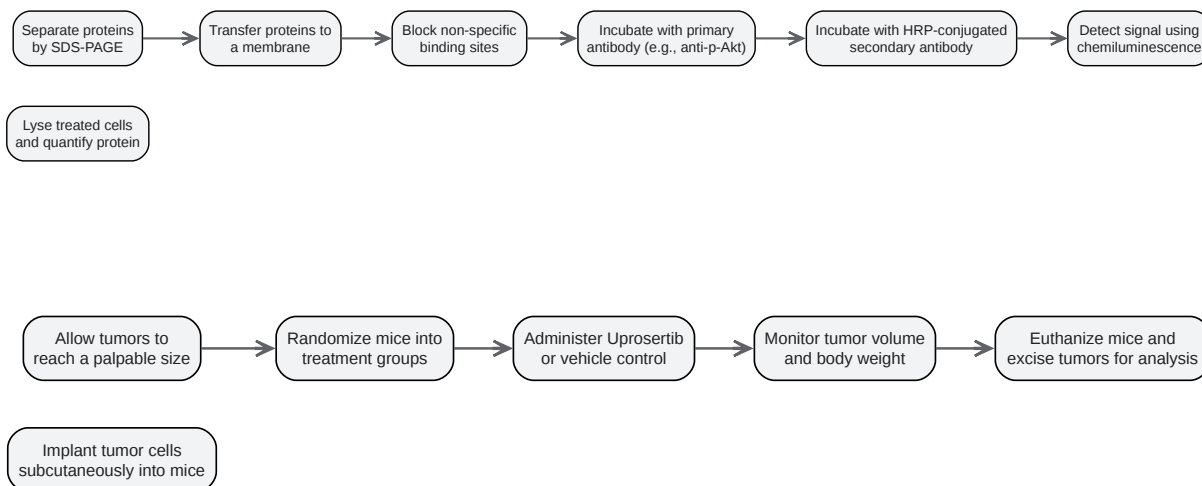 Separate proteins
by SDS-PAGE
Transfer proteins to
a membrane
Block non-specific
binding sites
Incubate with primary
antibody (e.g., anti-p-Akt)
Incubate with HRP-conjugated
secondary antibody
Detect signal using
chemiluminescence
Lyse treated cells
and quantify protein
Allow tumors to
reach a palpable size
Randomize mice into
treatment groups
Administer Uprosertib
or vehicle control
Monitor tumor volume
and body weight
Euthanize mice and
excise tumors for analysis
Implant tumor cells
subcutaneously into mice